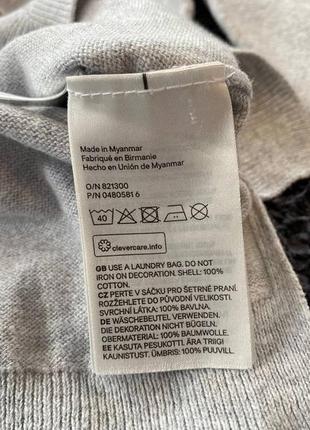 Made in Myanmar
Fabriqué en Birmanie
Hecho en Unión de Myanmar
O/N 821300
P/N 0480581 6
40
clevercare.info
GB USE A LAUNDRY BAG. DO NOT
IRON ON DECORATION. SHELL: 100%
COTTON.
CZ PERTE V SÁČKU PRO ŠETRNÉ PRANÍ.
ROZŽEHLETE DO PŮVODNÍ VELIKOSTI.
SVRCHNÍ LÁTKA: 100% BAVLNA.
DE WÄSCHEBEUTEL VERWENDEN. DEKORATIONEN NICHT BÜGELN.
OBERMATERIAL: 100% BAUMWOLLE.
EE KASUTA PESUKOTTI. ÄRA TRIIGI
KAUNISTUST. ÜMBRIS: 100% PUUVILL.